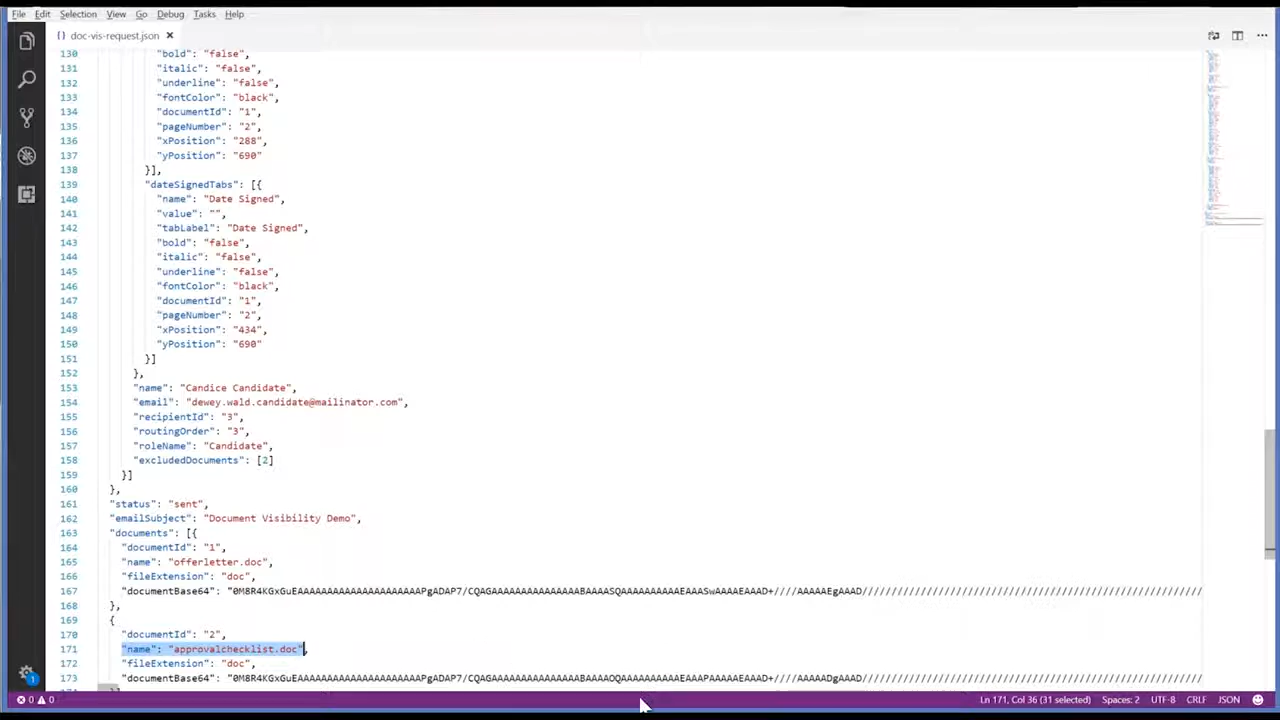 File Edit Selection View Go Debug Tasks Help
doc-vis-request.json
130 "bold": "false",
131 "italic": "false",
132 "underline": "false",
133 "fontColor": "black",
134 "documentId": "1",
135 "pageNumber": "2",
136 "xPosition": "288",
137 "yPosition": "690"
138 }],
139 "dateSignedTabs": [{
140 "name": "Date Signed",
141 "value": "",
142 "tabLabel": "Date Signed",
143 "bold": "false",
144 "italic": "false",
145 "underline": "false",
146 "fontColor": "black",
147 "documentId": "1",
148 "pageNumber": "2",
149 "xPosition": "434",
150 "yPosition": "690"
151 }]
152 },
153 "name": "Candice Candidate",
154 "email": "dewey.wald.candidate@mailinator.com",
155 "recipientId": "3",
156 "routingOrder": "3",
157 "roleName": "Candidate",
158 "excludedDocuments": [2]
159 }]
160 },
161 "status": "sent",
162 "emailSubject": "Document Visibility Demo",
163 "documents": [{
164 "documentId": "1",
165 "name": "offerletter.doc",
166 "fileExtension": "doc",
167 "documentBase64":
168 },
169 {
170 "documentId": "2",
171 "name": "approvalchecklist.doc",
172 "fileExtension": "doc",
173 "documentBase64":
1
0 0 Ln 171, Col 36 (31 selected) Spaces: 2 UTF-8 CRLF JSON